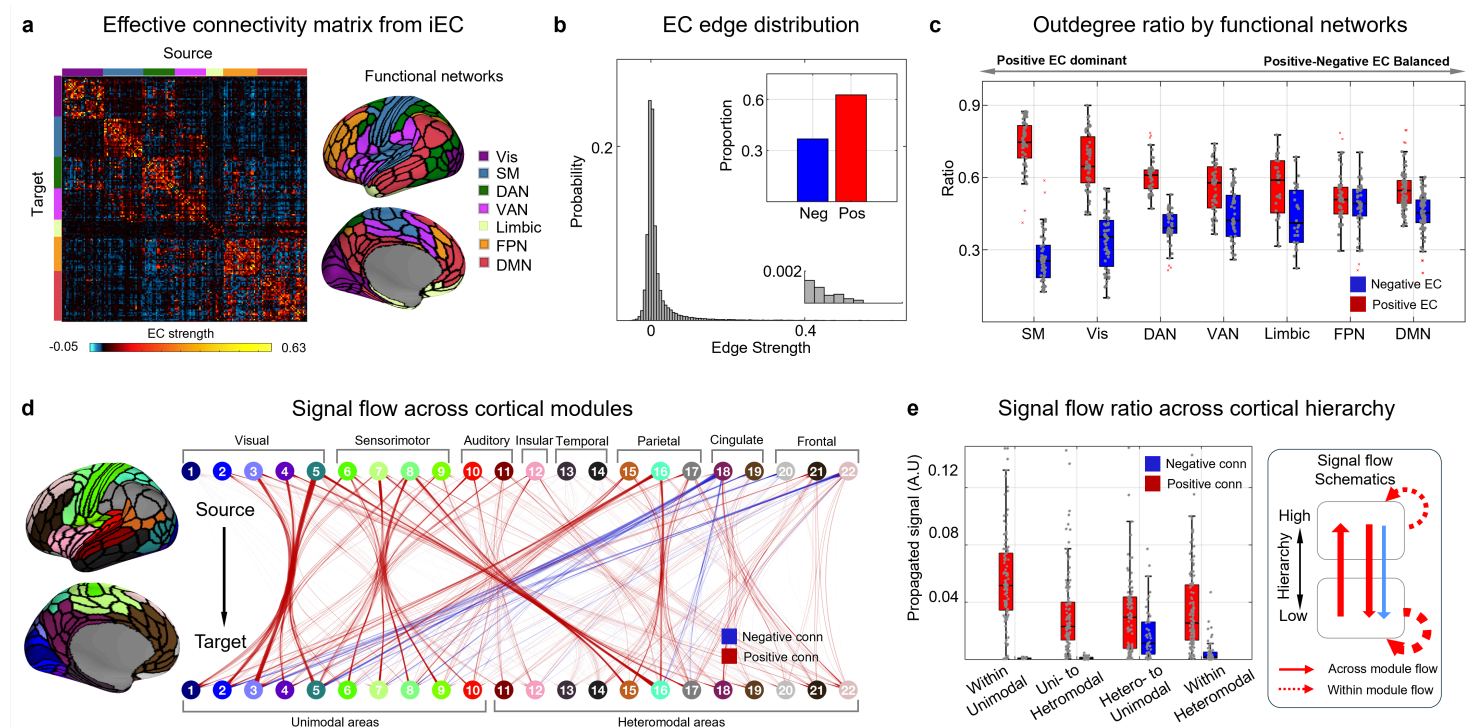 a Effective connectivity matrix from iEC
Source
Target
EC strength
-0.05 0.63
Functional networks
Vis
SM
DAN
VAN
Limbic
FPN
DMN
b EC edge distribution
Probability
0.2
0 0.4
Edge Strength
Proportion
0.6
0.3
Neg Pos
0.002
c Outdegree ratio by functional networks
Positive EC dominant Positive-Negative EC Balanced
Ratio
0.9
0.6
0.3
Negative EC
Positive EC
SM Vis DAN VAN Limbic FPN DMN
d Signal flow across cortical modules
Visual Sensorimotor Auditory Insular Temporal Parietal Cingulate Frontal
1 2 3 4 5 6 7 8 9 10 11 12 13 14 15 16 17 18 19 20 21 22
Source
Target
Negative conn
Positive conn
1 2 3 4 5 6 7 8 9 10 11 12 13 14 15 16 17 18 19 20 21 22
Unimodal areas Heteromodal areas
e Signal flow ratio across cortical hierarchy
Propagated signal (A.U)
0.12
0.08
0.04
Negative conn
Positive conn
Within
Unimodal
Uni- to
Hetromodal
Hetero- to
Unimodal
Within
Heteromodal
Signal flow
Schematics
High
Hierarchy
Low
Across module flow
Within module flow